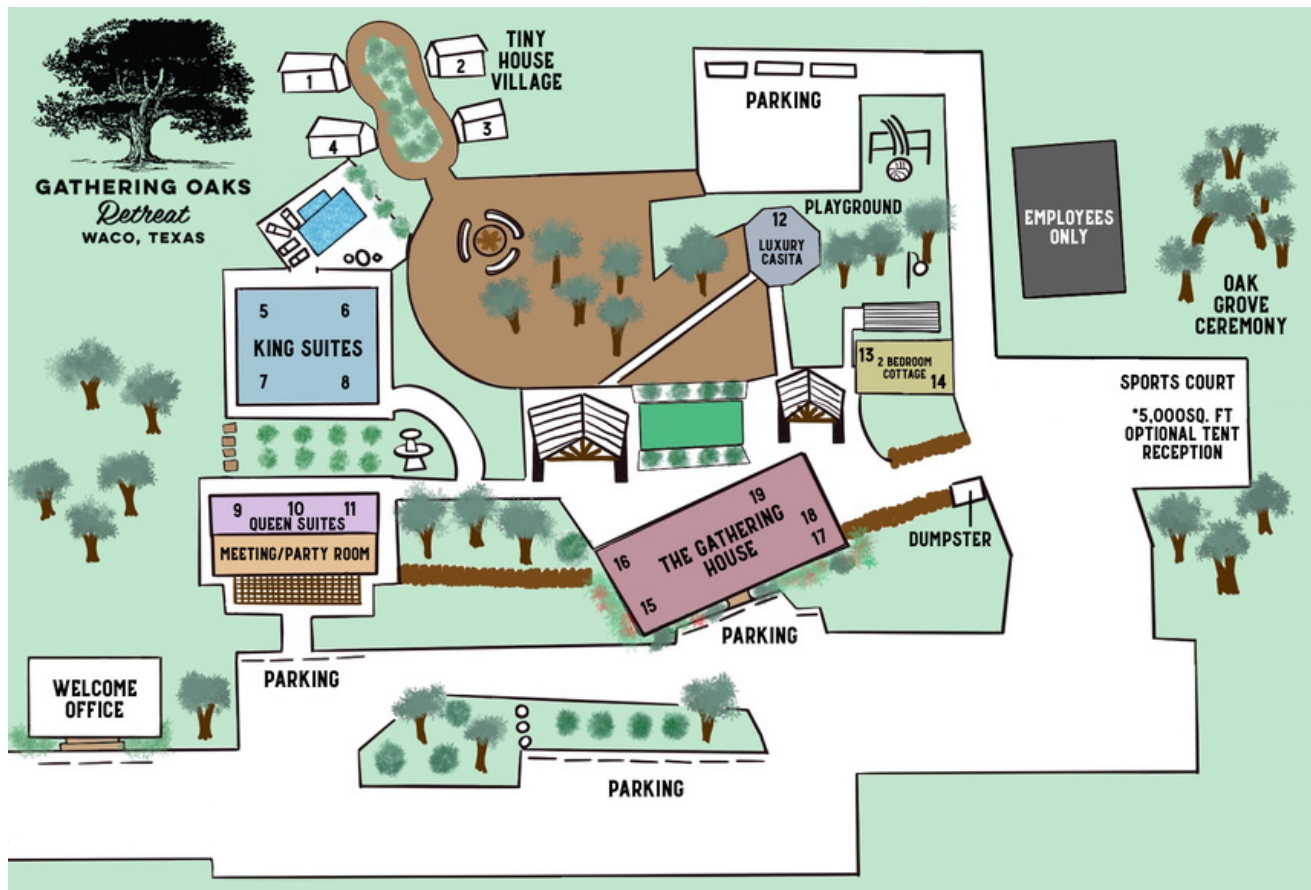 GATHERING OAKS
Retreat
WACO, TEXAS
1
2
3
4
TINY
HOUSE
VILLAGE
PARKING
PLAYGROUND
12
LUXURY
CASITA
EMPLOYEES
ONLY
OAK
GROVE
CEREMONY
5 6
KING SUITES
7 8
13 2 BEDROOM
COTTAGE 14
SPORTS COURT
*5,000SQ. FT
OPTIONAL TENT
RECEPTION
9 10 11
QUEEN SUITES
MEETING/PARTY ROOM
19
18
17
16
15
THE GATHERING
HOUSE
DUMPSTER
PARKING
PARKING
WELCOME
OFFICE
PARKING